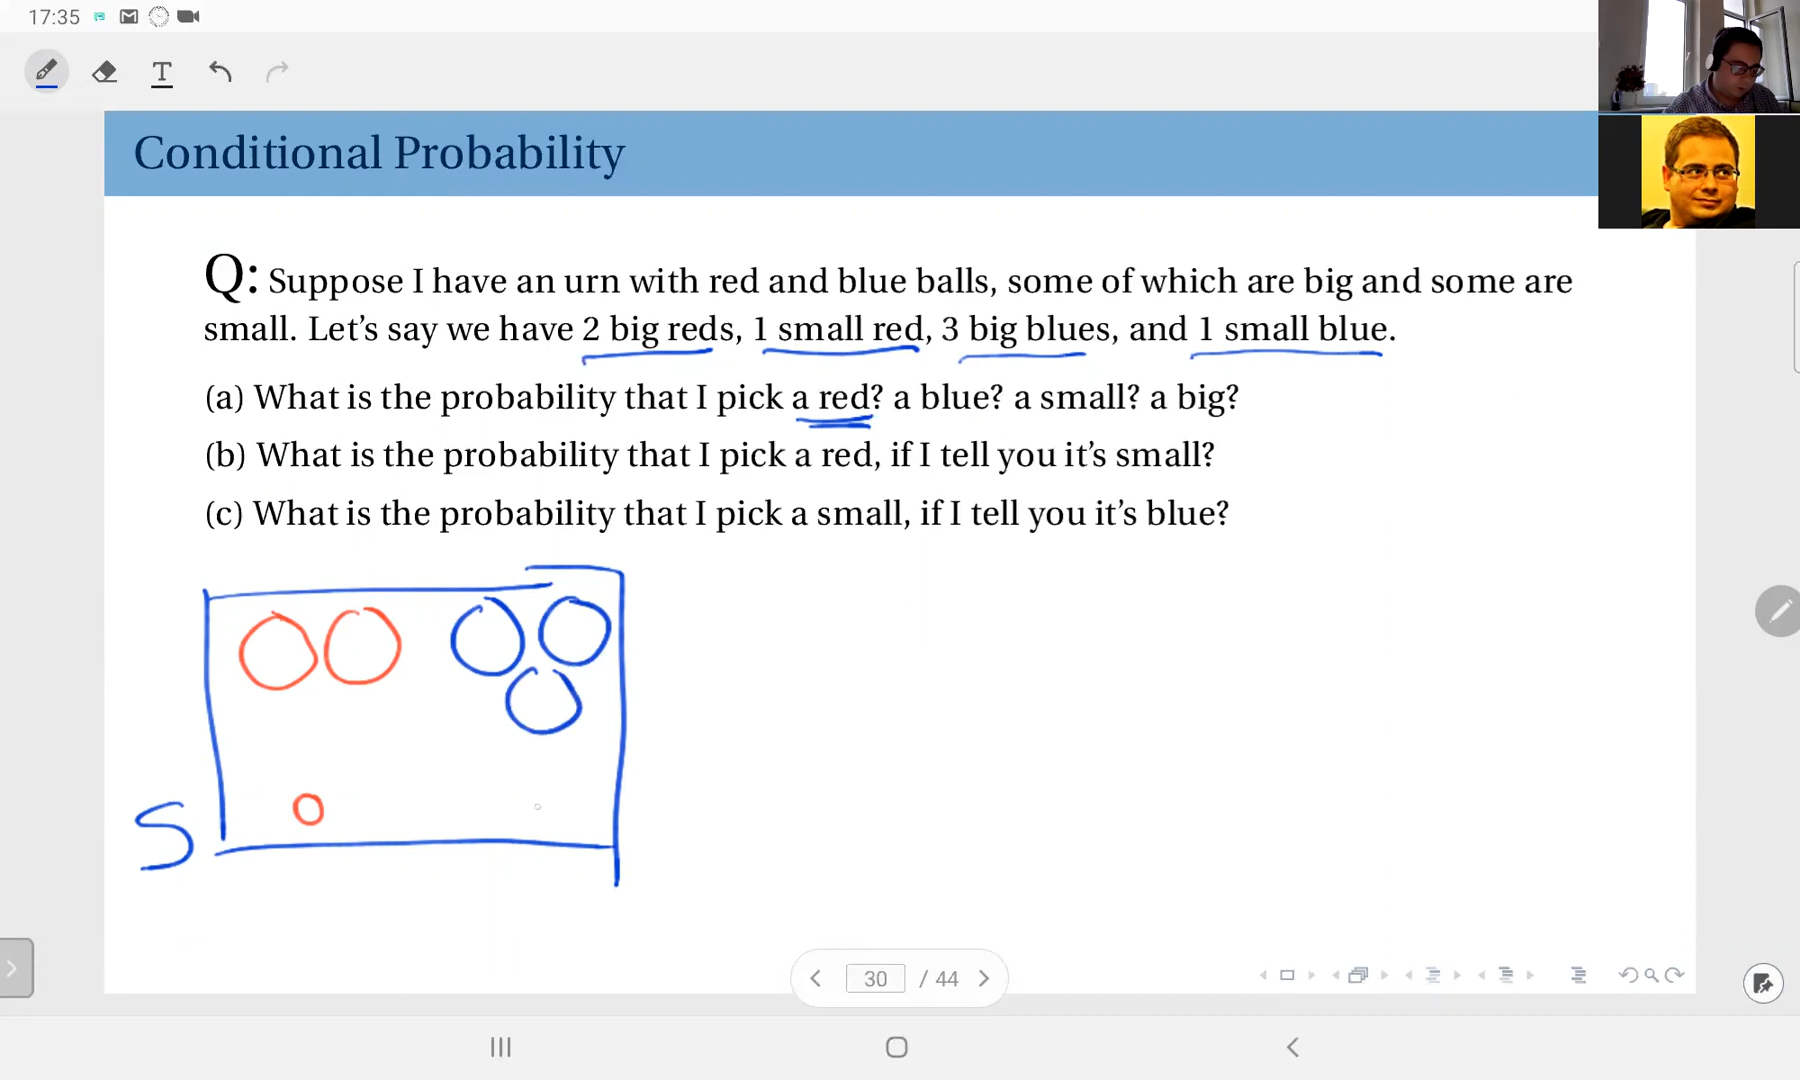 17:35
T
Conditional Probability
Q: Suppose I have an urn with red and blue balls, some of which are big and some are
small. Let's say we have 2 big reds, 1 small red, 3 big blues, and 1 small blue.
(a) What is the probability that I pick a red? a blue? a small? a big?
(b) What is the probability that I pick a red, if I tell you it's small?
(c) What is the probability that I pick a small, if I tell you it's blue?
S
30 / 44